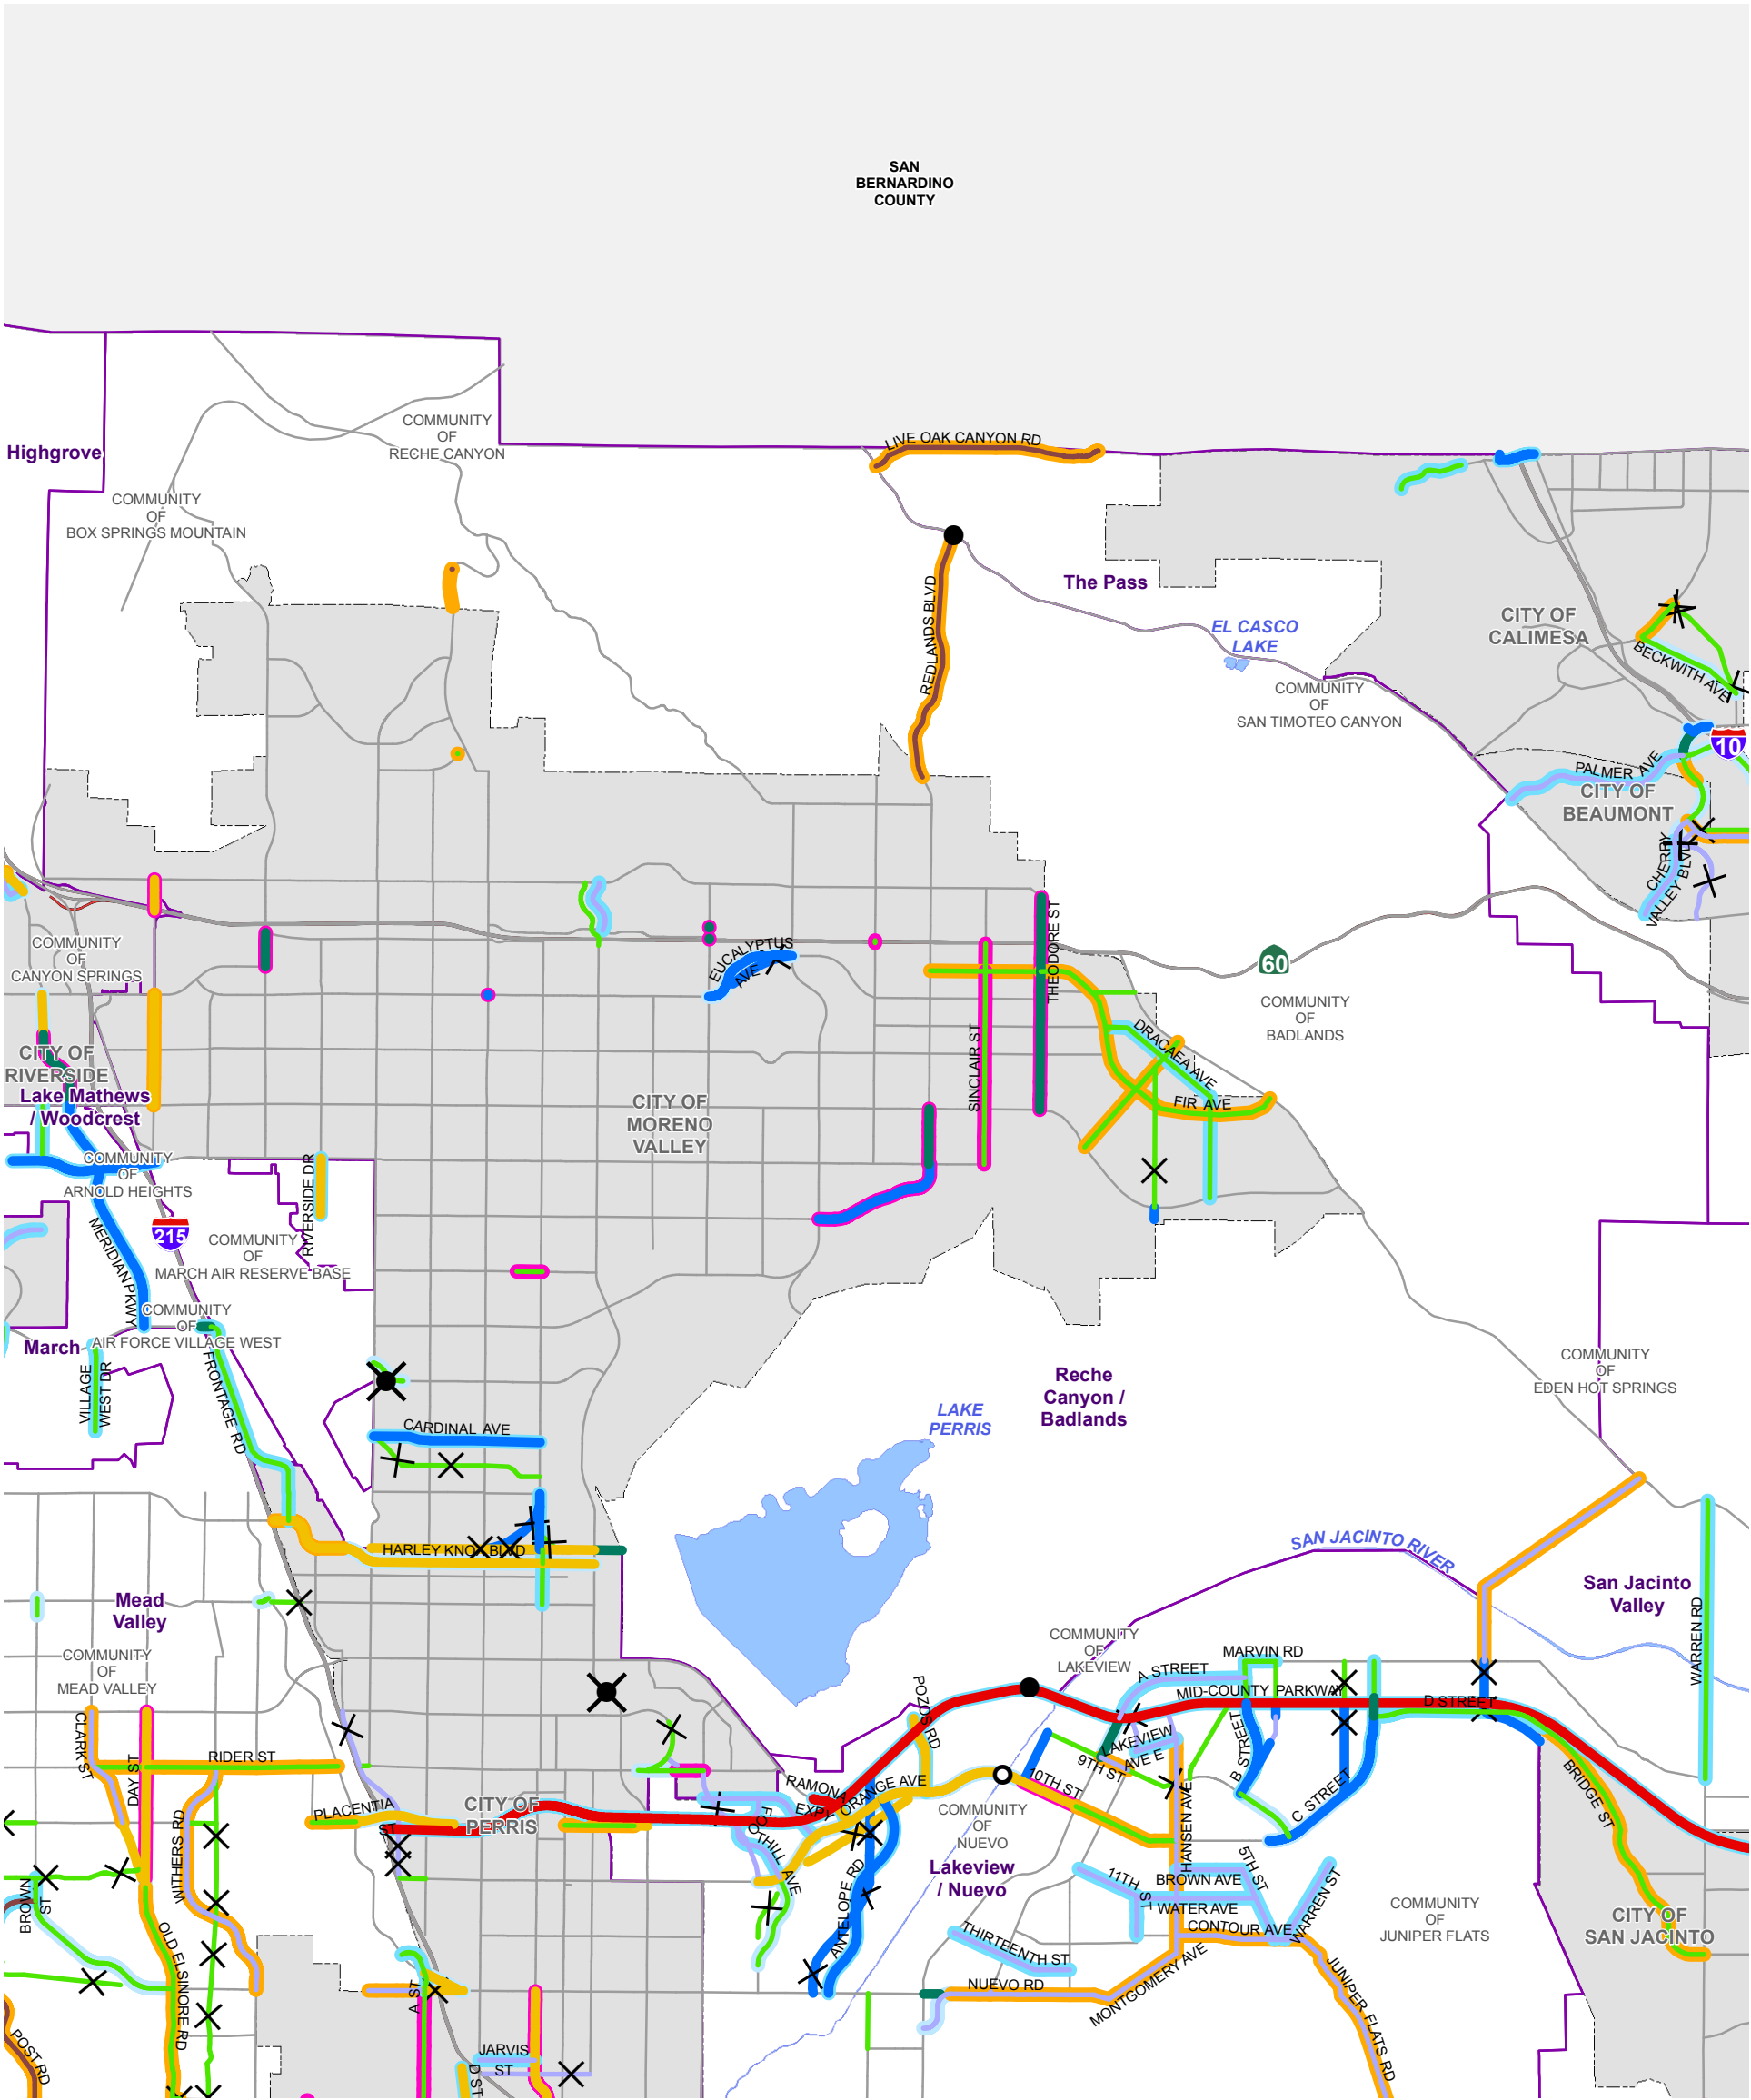 SAN
BERNARDINO
COUNTY
COMMUNITY
OF
RECHE CANYON
LIVE OAK CANYON RD
Highgrove
COMMUNITY
OF
BOX SPRINGS MOUNTAIN
REDLANDS BLVD
The Pass
EL CASCO
LAKE
CITY OF
CALIMESA
BECKWITH AVE
COMMUNITY
OF
SAN TIMOTEO CANYON
10
PALMER AVE
CITY OF
BEAUMONT
CHERRY
VALLEY BLVD
COMMUNITY
OF
CANYON SPRINGS
EUCALYPTUS
AVE
THEODORE ST
60
COMMUNITY
OF
BADLANDS
CITY OF
RIVERSIDE
Lake Mathews
/ Woodcrest
CITY OF
MORENO
VALLEY
SINCLAIR ST
DRACAEA AVE
FIR AVE
COMMUNITY
OF
ARNOLD HEIGHTS
RIVERSIDE DR
MERIDIAN PKWY
215
COMMUNITY
OF
MARCH AIR RESERVE BASE
COMMUNITY
OF
AIR FORCE VILLAGE WEST
March
VILLAGE
WEST DR
FRONTAGE RD
COMMUNITY
OF
EDEN HOT SPRINGS
Reche
Canyon /
Badlands
LAKE
PERRIS
CARDINAL AVE
HARLEY KNOX BLVD
SAN JACINTO RIVER
San Jacinto
Valley
WARREN RD
Mead
Valley
COMMUNITY
OF
MEAD VALLEY
COMMUNITY
OF
LAKEVIEW
MARVIN RD
A STREET
MID-COUNTY PARKWAY
D STREET
POZOS RD
CLARK ST
DAY ST
RIDER ST
LAKEVIEW
AVE E
9TH ST
10TH ST
B STREET
C STREET
BRIDGE ST
WITHERS RD
PLACENTIA
ST
CITY OF
PERRIS
RAMONA
EXPY
ORANGE AVE
FOOTHILL AVE
COMMUNITY
OF
NUEVO
HANSEN AVE
Lakeview
/ Nuevo
5TH ST
11TH ST
BROWN AVE
WATER AVE
CONTOUR AVE
WARREN ST
BROWN
ST
ANTELOPE RD
COMMUNITY
OF
JUNIPER FLATS
CITY OF
SAN JACINTO
OLD ELSINORE RD
THIRTEENTH ST
NUEVO RD
MONTGOMERY AVE
JUNIPER FLATS RD
A ST
POST RD
JARVIS
ST
D ST